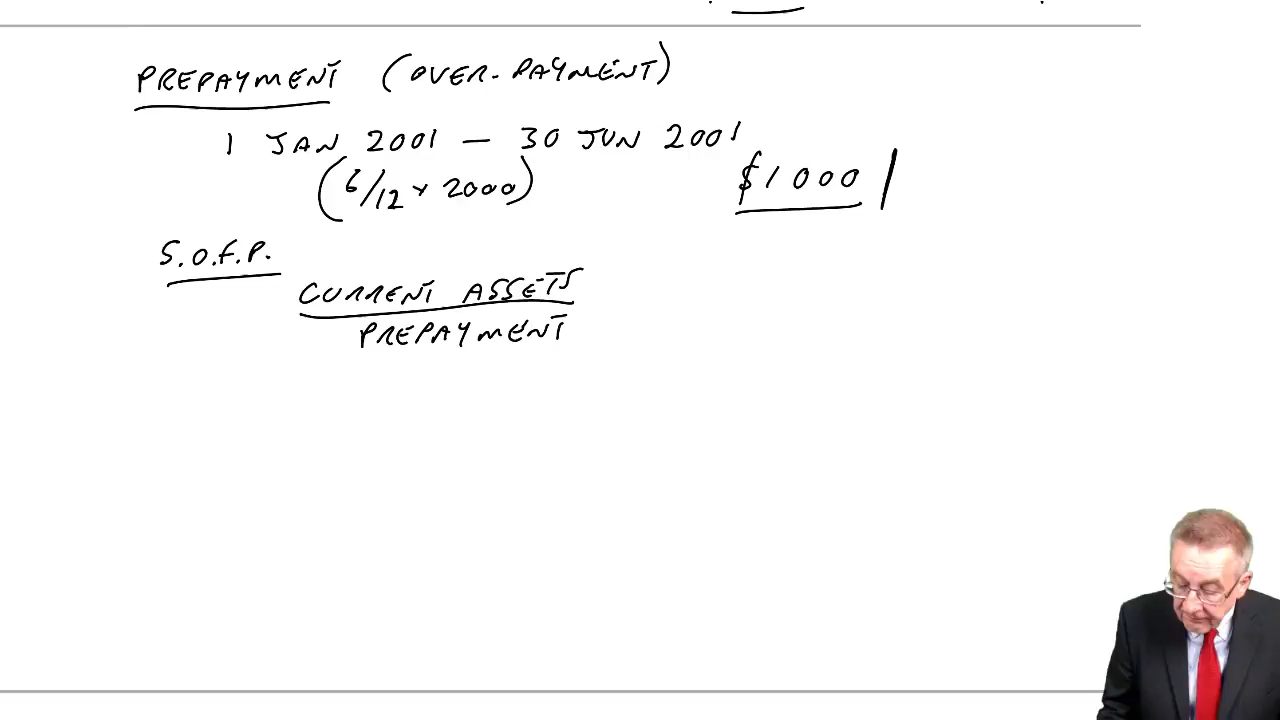 PREPAYMENT (OVER-PAYMENT)
1 JAN 2001 — 30 JUN 2001
(6/12 × 2000) $1000
S.O.F.P.
CURRENT ASSETS
PREPAYMENT